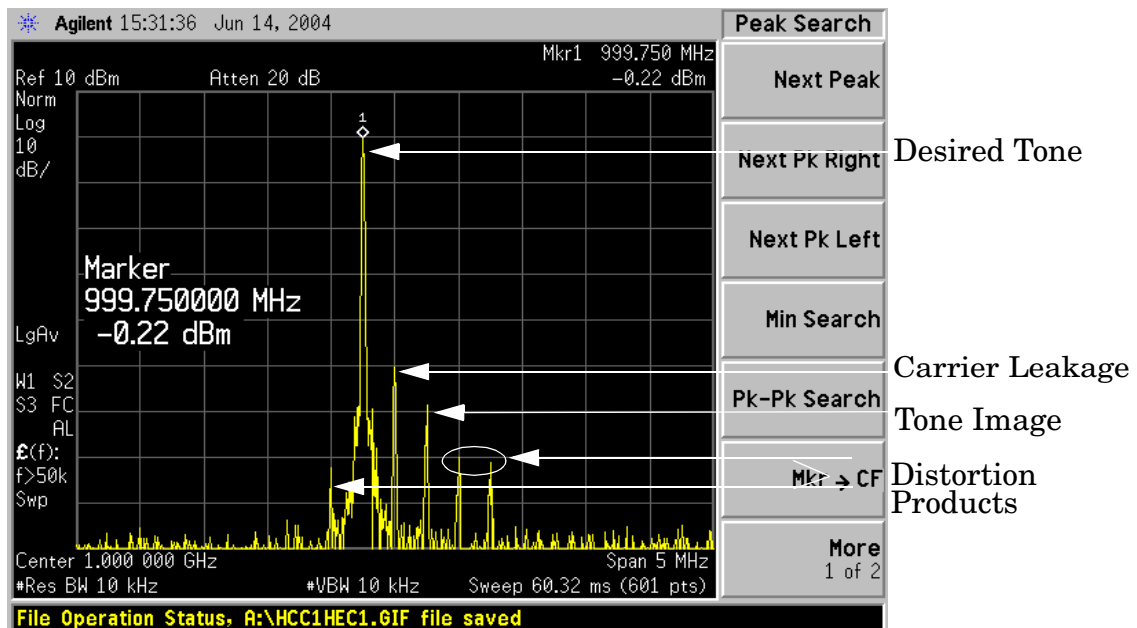 Agilent 15:31:36 Jun 14, 2004
Peak Search
Mkr1 999.750 MHz
Ref 10 dBm Atten 20 dB -0.22 dBm
Norm
Log
10
dB/
1
Marker
999.750000 MHz
-0.22 dBm
LgAv
W1 S2
S3 FC
AL
£(f):
f>50k
Swp
Center 1.000 000 GHz Span 5 MHz
#Res BW 10 kHz #VBW 10 kHz Sweep 60.32 ms (601 pts)
File Operation Status, A:\HCC1HEC1.GIF file saved
Next Peak
Next Pk Right
Next Pk Left
Min Search
Pk-Pk Search
Mkr → CF
More
1 of 2
Desired Tone
Carrier Leakage
Tone Image
Distortion
Products